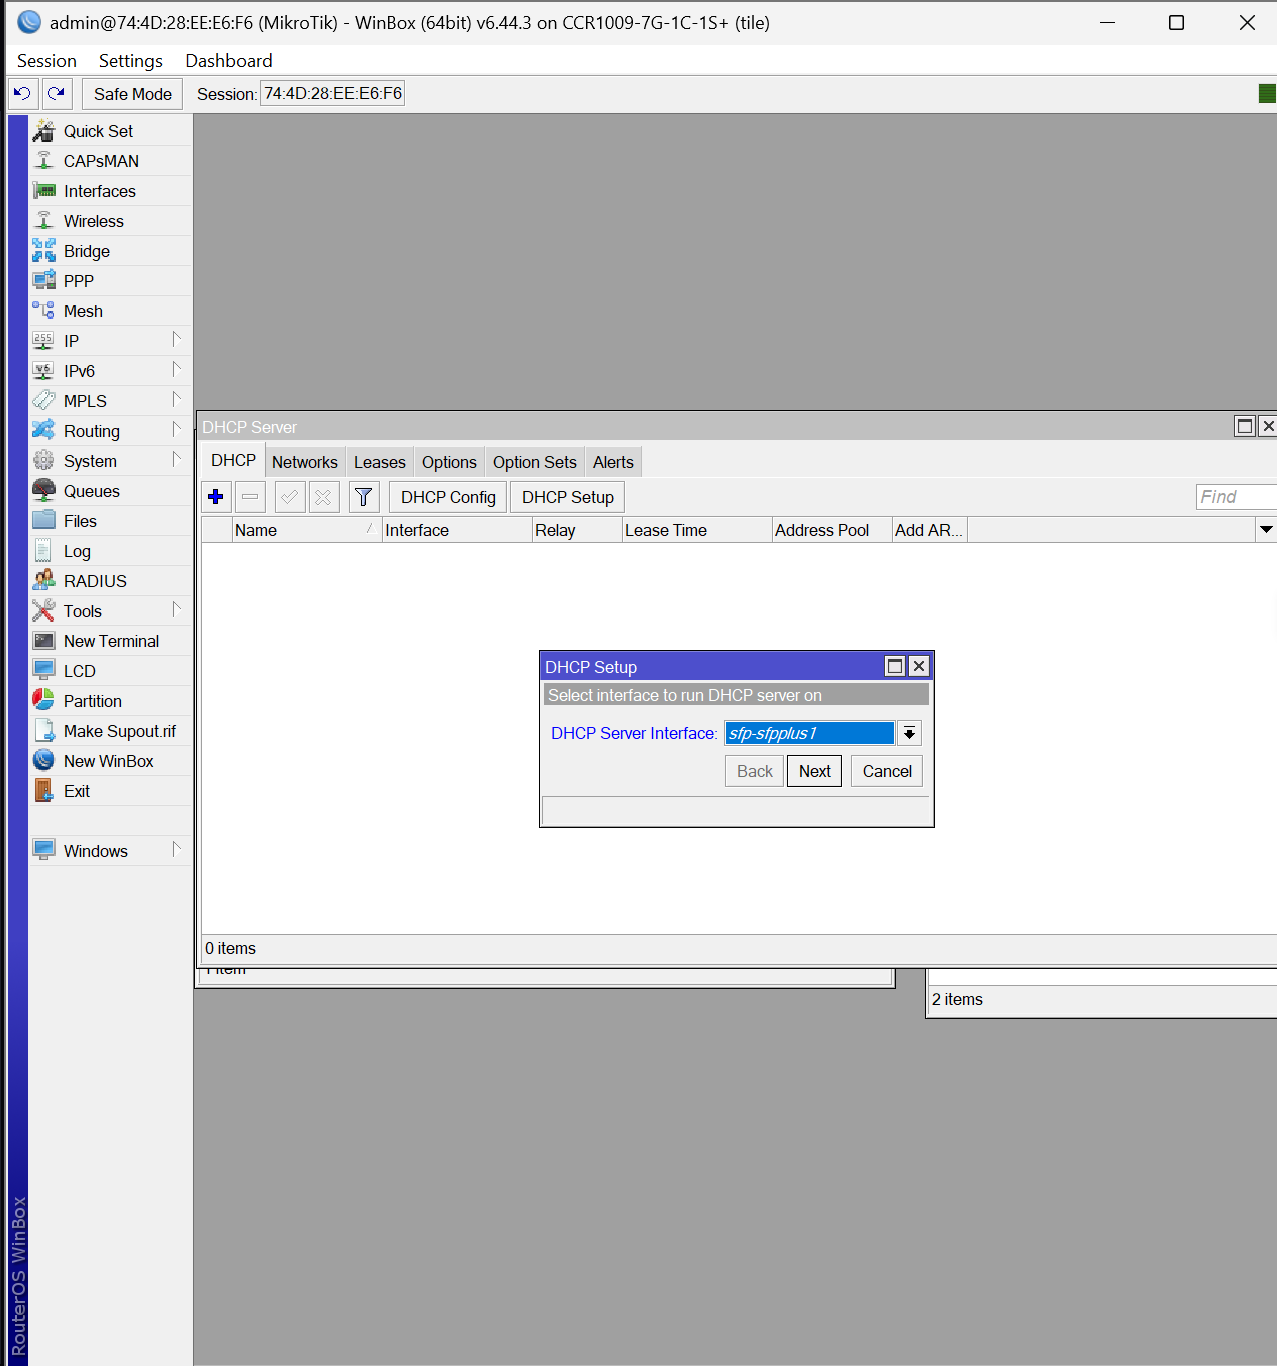 admin@74:4D:28:EE:E6:F6 (MikroTik) - WinBox (64bit) v6.44.3 on CCR1009-7G-1C-1S+ (tile)
Session Settings Dashboard
Safe Mode Session: 74:4D:28:EE:E6:F6
Quick Set
CAPsMAN
Interfaces
Wireless
Bridge
PPP
Mesh
255 IP
v6 IPv6
MPLS
Routing
System
Queues
Files
Log
RADIUS
Tools
New Terminal
LCD
Partition
Make Supout.rif
New WinBox
Exit
Windows
RouterOS WinBox
DHCP Server
DHCP Networks Leases Options Option Sets Alerts
DHCP Config DHCP Setup Find
Name Interface Relay Lease Time Address Pool Add AR...
DHCP Setup
Select interface to run DHCP server on
DHCP Server Interface: sfp-sfpplus1
Back Next Cancel
0 items
1 item
2 items